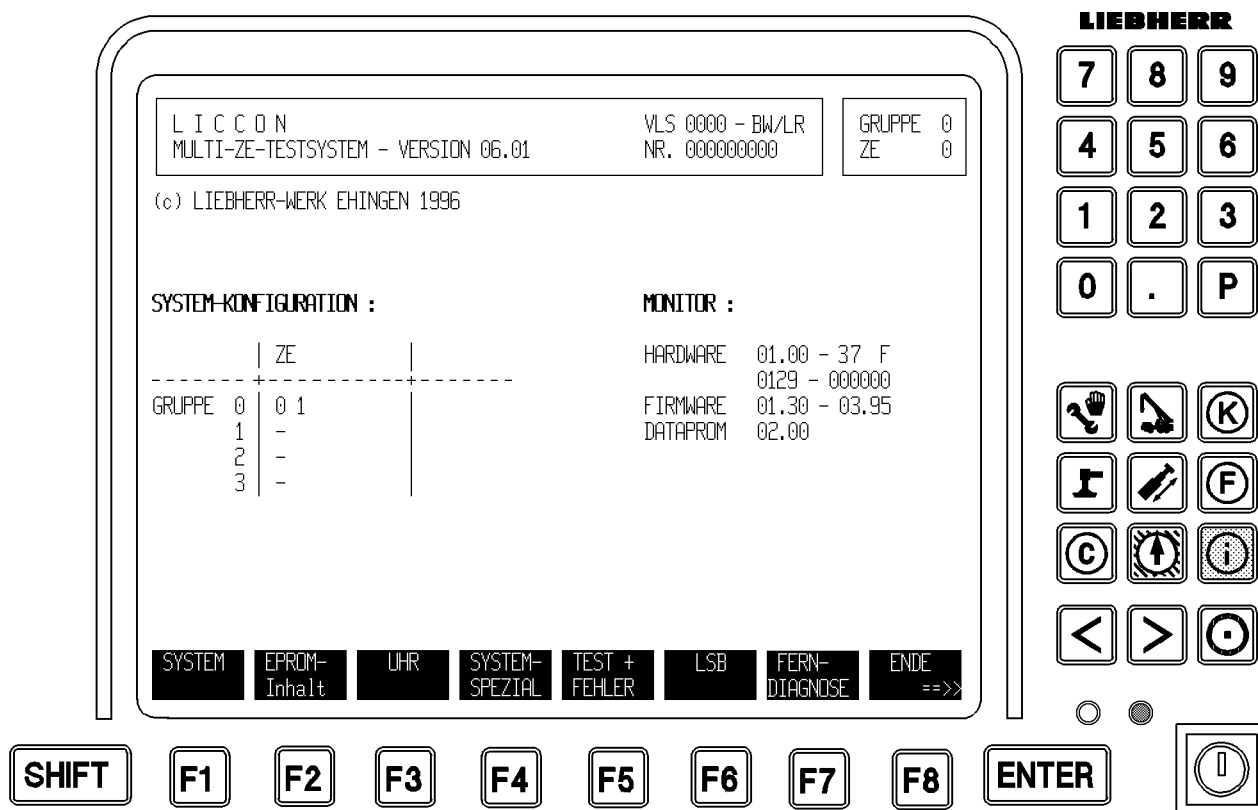 LIEBHERR
L I C C O N VLS 0000 - BW/LR GRUPPE 0
MULTI-ZE-TESTSYSTEM - VERSION 06.01 NR. 000000000 ZE 0
(c) LIEBHERR-WERK EHINGEN 1996
SYSTEM-KONFIGURATION : MONITOR :
ZE HARDWARE 01.00 - 37 F
0129 - 000000
GRUPPE 0 0 1 FIRMWARE 01.30 - 03.95
1 - DATAPROM 02.00
2 -
3 -
SYSTEM EPROM- UHR SYSTEM- TEST + LSB FERN- ENDE
Inhalt SPEZIAL FEHLER DIAGNOSE ==>>
7 8 9
4 5 6
1 2 3
0 . P
K
F
C i
< >
SHIFT F1 F2 F3 F4 F5 F6 F7 F8 ENTER